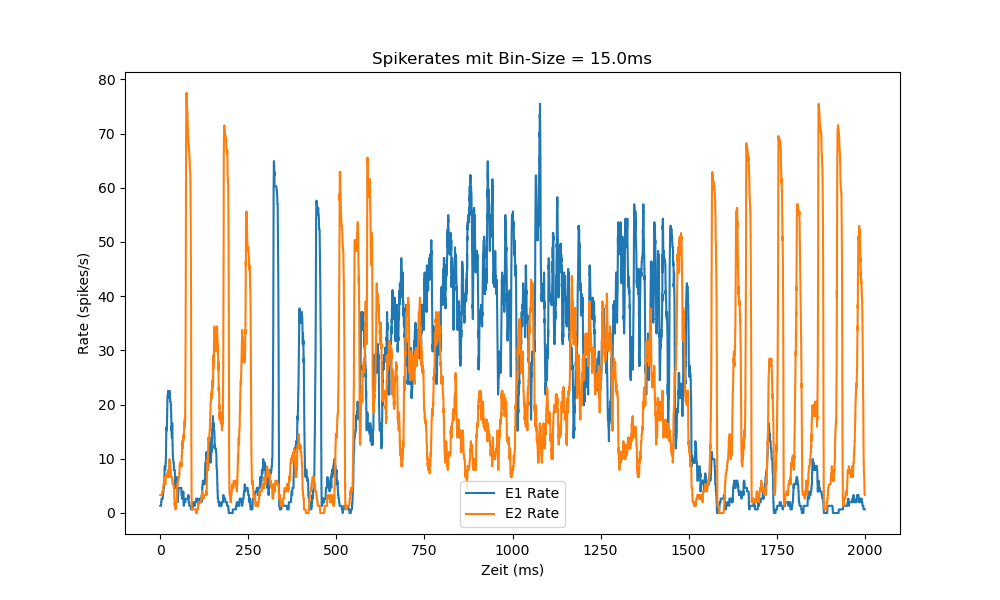 Spikerates mit Bin-Size = 15.0ms
80
70
60
50
40
30
20
10
0
Rate (spikes/s)
E1 Rate
E2 Rate
0 250 500 750 1000 1250 1500 1750 2000
Zeit (ms)